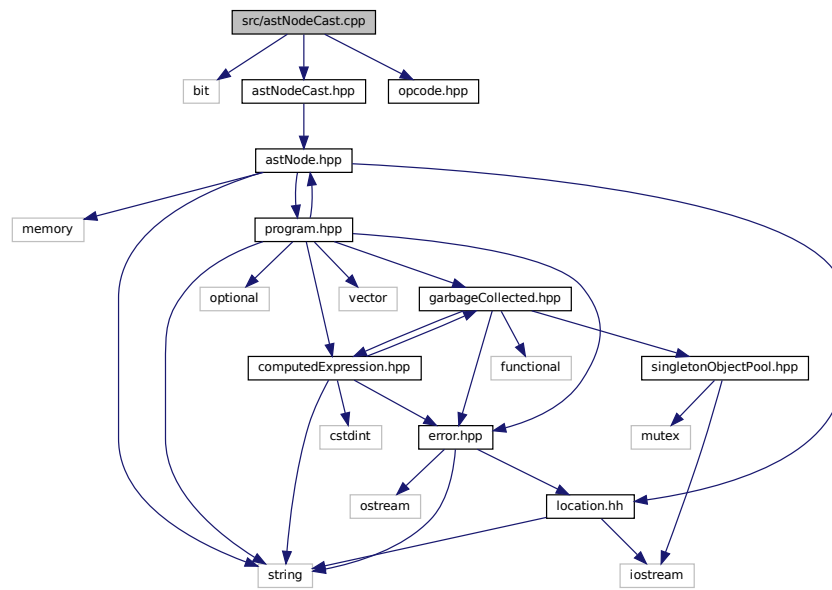 src/astNodeCast.cpp
bit
astNodeCast.hpp
opcode.hpp
astNode.hpp
memory
program.hpp
optional
vector
garbageCollected.hpp
computedExpression.hpp
functional
singletonObjectPool.hpp
cstdint
error.hpp
mutex
ostream
location.hh
string
iostream